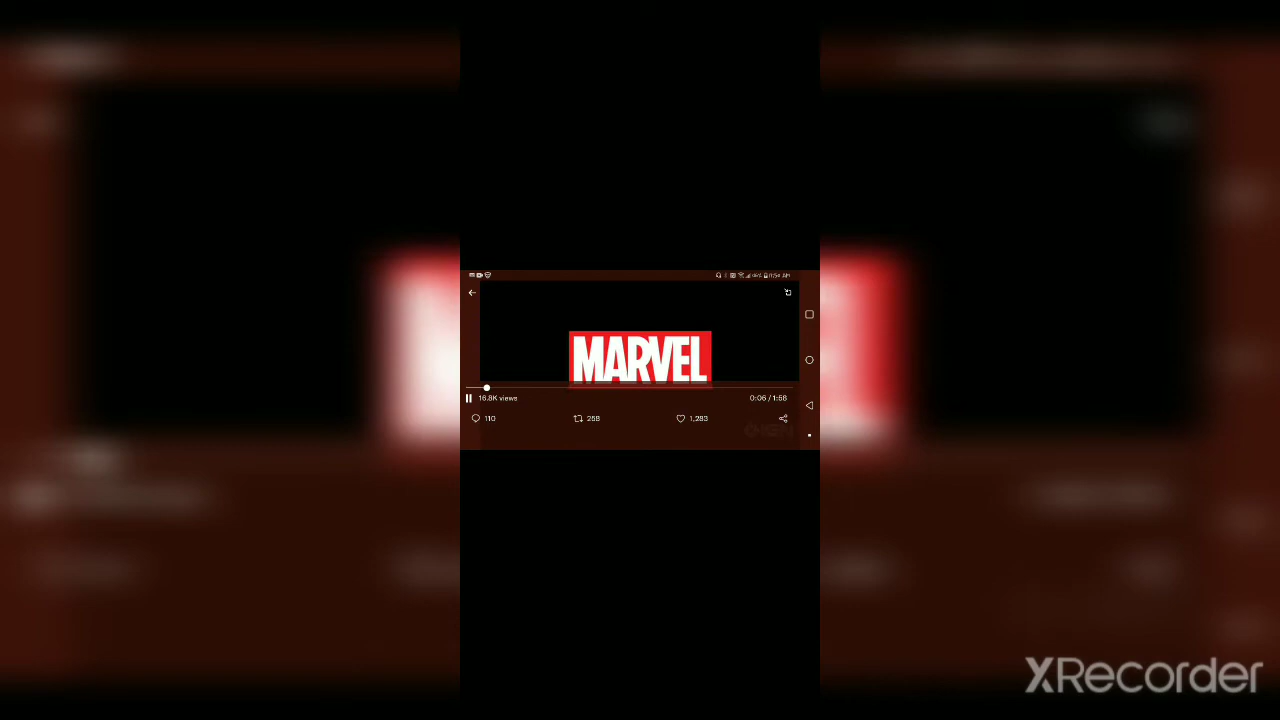 MARVEL
16.8K views
0:06 / 1:58
110
258
1,283
XRecorder